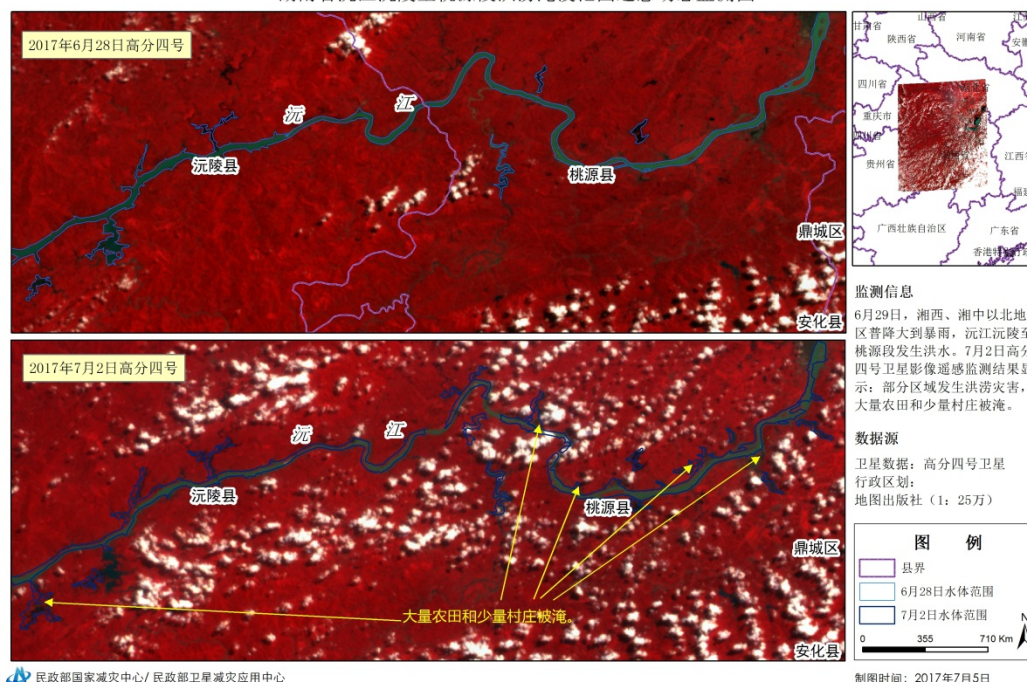 2017年6月28日高分四号
沅
江
沅陵县
桃源县
鼎城区
安化县
2017年7月2日高分四号
沅
江
沅陵县
桃源县
鼎城区
大量农田和少量村庄被淹。
安化县
甘肃省
山西省
陕西省
河南省
安徽
四川省
重庆市
贵州省
江西省
福建
广西壮族自治区
广东省
香港特别行政
监测信息
6月29日，湘西、湘中以北地
区普降大到暴雨，沅江沅陵至
桃源段发生洪水。7月2日高分
四号卫星影像遥感监测结果显
示：部分区域发生洪涝灾害，
大量农田和少量村庄被淹。
数据源
卫星数据：高分四号卫星
行政区划：
地图出版社（1：25万）
图 例
县界
6月28日水体范围
7月2日水体范围
0 355 710 Km
N
民政部国家减灾中心/ 民政部卫星减灾应用中心
制图时间：2017年7月5日